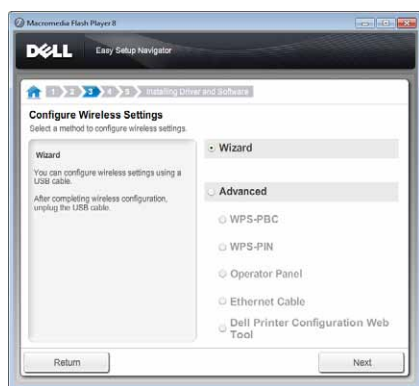 Macromedia Flash Player 8
DELL
Easy Setup Navigator
1 2 3 4 5 Installing Driver and Software
Configure Wireless Settings
Select a method to configure wireless settings.
Wizard
You can configure wireless settings using a
USB cable.
After completing wireless configuration,
unplug the USB cable.
Wizard
Advanced
WPS-PBC
WPS-PIN
Operator Panel
Ethernet Cable
Dell Printer Configuration Web
Tool
Return
Next